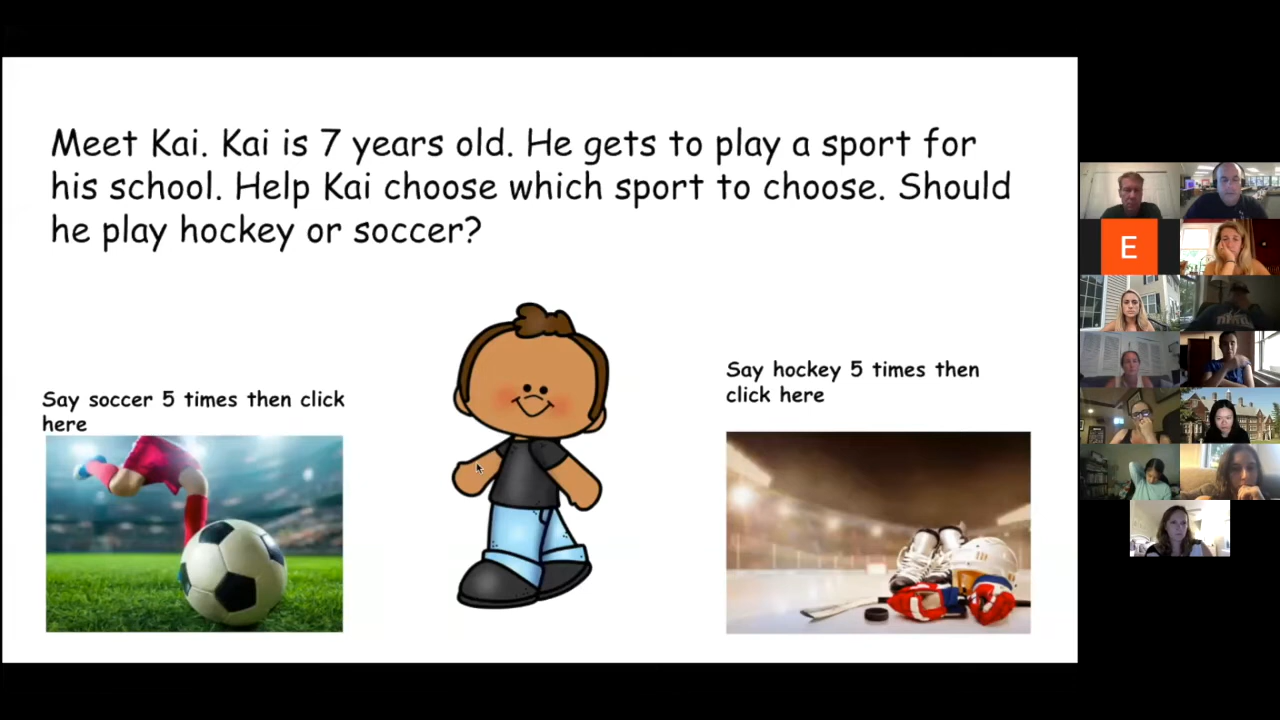 Meet Kai. Kai is 7 years old. He gets to play a sport for
his school. Help Kai choose which sport to choose. Should
he play hockey or soccer?
Say soccer 5 times then click
here
Say hockey 5 times then
click here
E